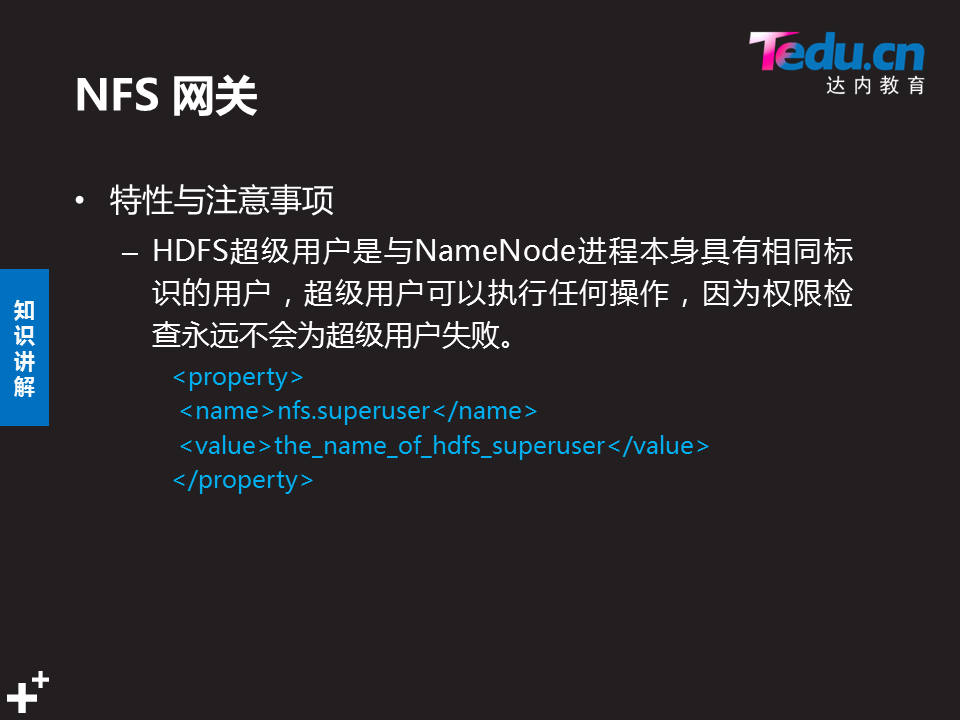 Tedu.cn
达内教育
NFS 网关
• 特性与注意事项
– HDFS超级用户是与NameNode进程本身具有相同标
识的用户，超级用户可以执行任何操作，因为权限检
查永远不会为超级用户失败。
<property>
<name>nfs.superuser</name>
<value>the_name_of_hdfs_superuser</value>
</property>
知
识
讲
解